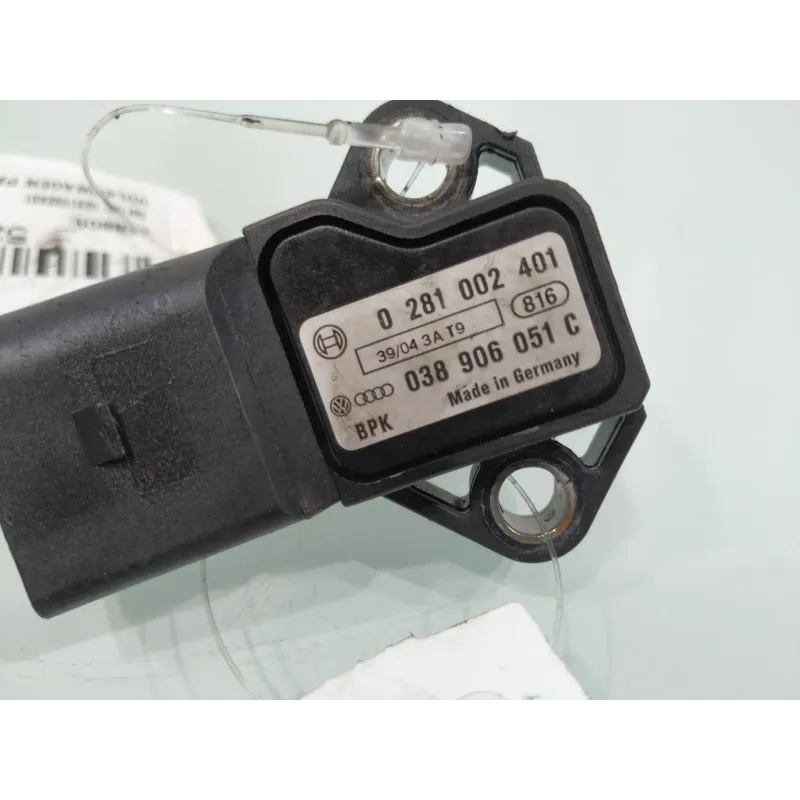 0 281 002 401
39/04 3A T9
816
038 906 051 C
BPK
Made in Germany